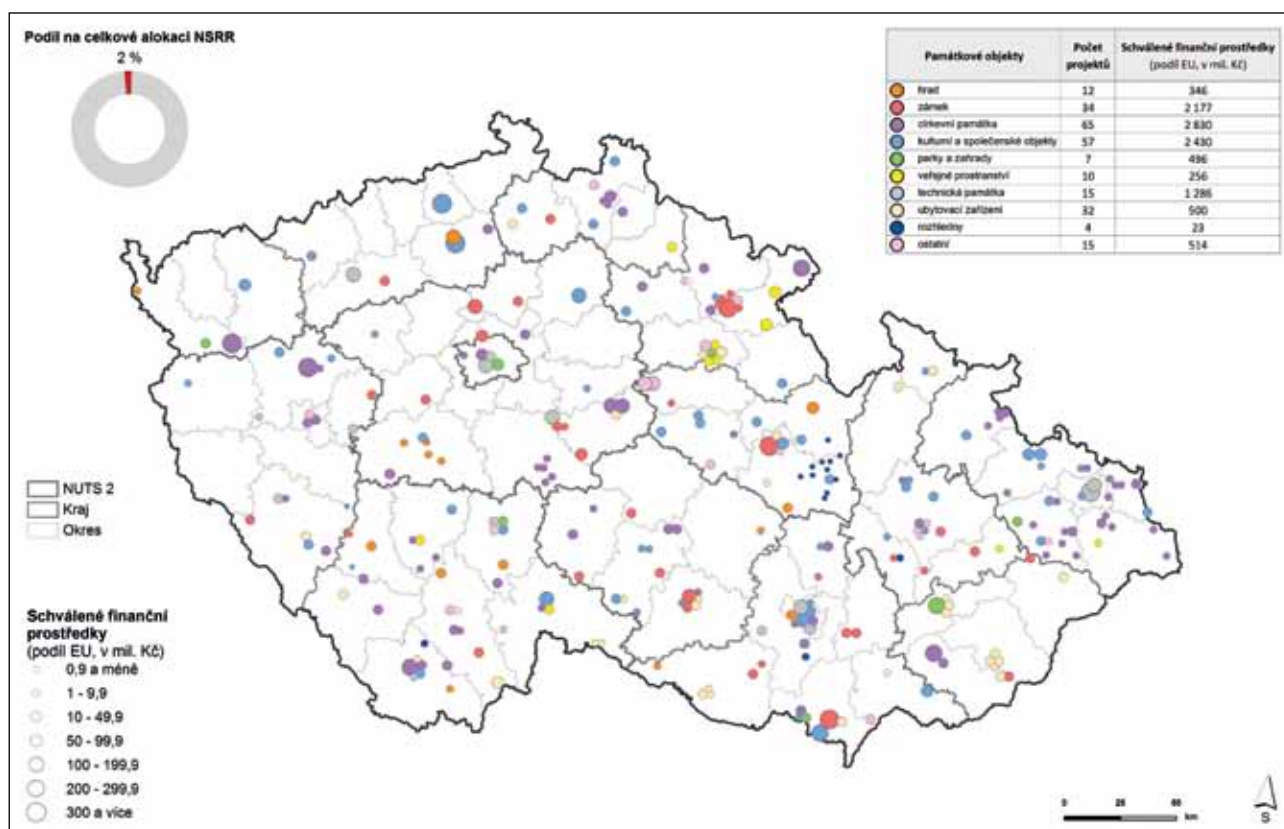 Podíl na celkové alokaci NSRR
2 %
Památkové objekty Počet projektů Schválené finanční prostředky (podíl EU, v mil. Kč)
hrad 12 346
zámek 34 2 177
církevní památka 65 2 830
kulturní a společenské objekty 57 2 430
parky a zahrady 7 496
veřejné prostranství 10 256
technická památka 15 1 286
ubytovací zařízení 32 500
rozhledny 4 23
ostatní 15 514
NUTS 2
Kraj
Okres
Schválené finanční
prostředky
(podíl EU, v mil. Kč)
0,9 a méně
1 - 9,9
10 - 49,9
50 - 99,9
100 - 199,9
200 - 299,9
300 a více
0
km
S